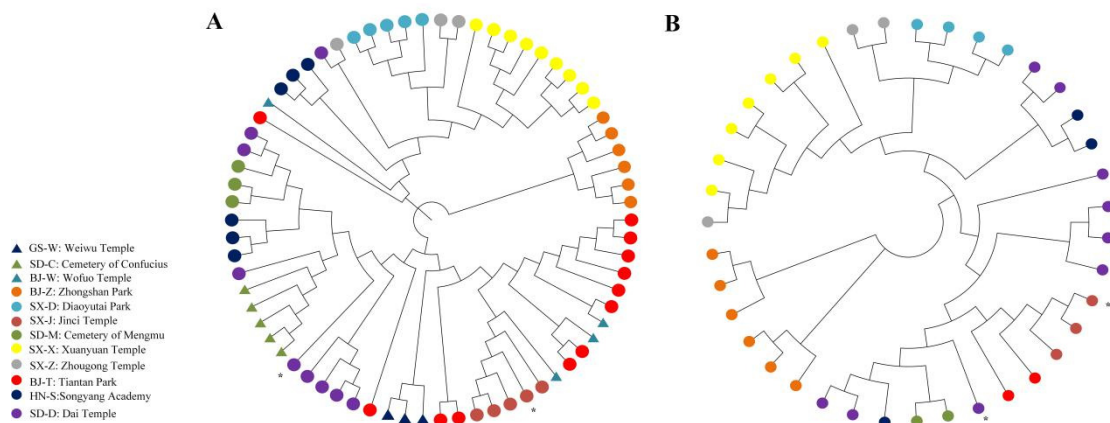 A
B
GS-W: Weiwu Temple
SD-C: Cemetery of Confucius
BJ-W: Wofuo Temple
BJ-Z: Zhongshan Park
SX-D: Diaoyutai Park
SX-J: Jinci Temple
SD-M: Cemetery of Mengmu
SX-X: Xuanyuan Temple
SX-Z: Zhougong Temple
BJ-T: Tiantan Park
HN-S:Songyang Academy
SD-D: Dai Temple
*
*
*
*